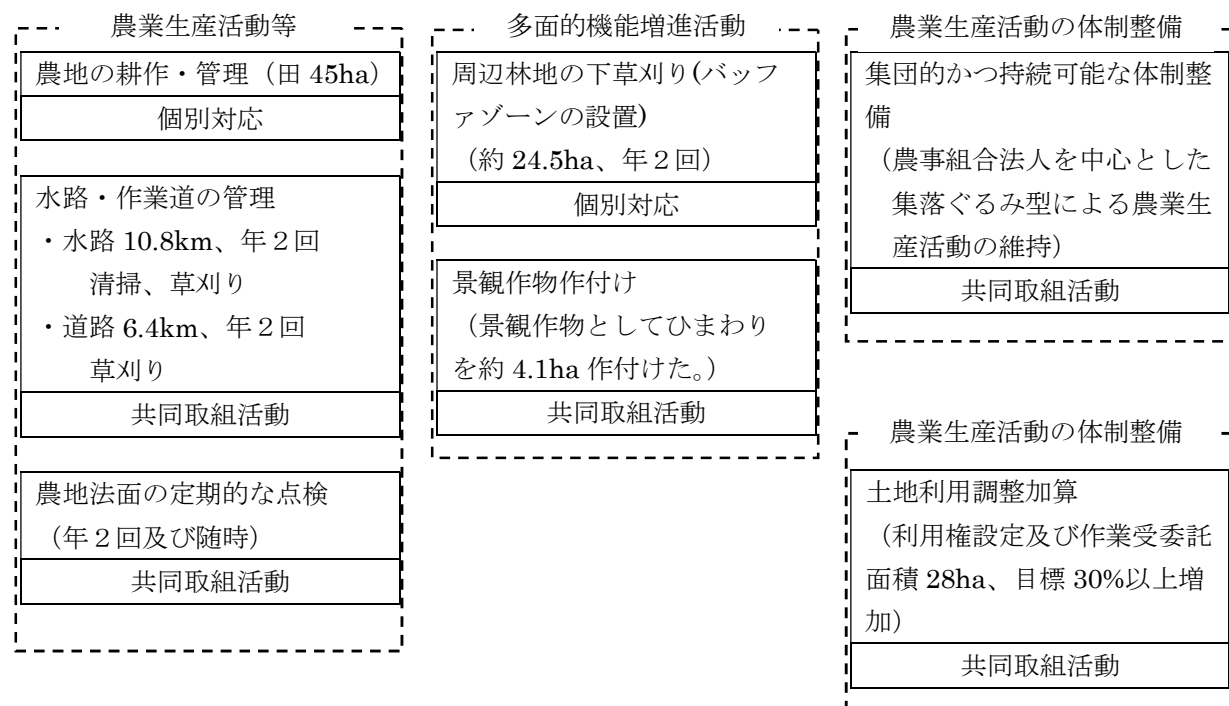 農業生産活動等
農地の耕作・管理（田 45ha）
個別対応
水路・作業道の管理
・水路 10.8km、年２回
清掃、草刈り
・道路 6.4km、年２回
草刈り
共同取組活動
農地法面の定期的な点検
（年２回及び随時）
共同取組活動
多面的機能増進活動
周辺林地の下草刈り(バッフ
ァゾーンの設置)
（約 24.5ha、年２回）
個別対応
景観作物作付け
（景観作物としてひまわり
を約 4.1ha 作付けた。）
共同取組活動
農業生産活動の体制整備
集団的かつ持続可能な体制整
備
（農事組合法人を中心とした
集落ぐるみ型による農業生
産活動の維持）
共同取組活動
農業生産活動の体制整備
土地利用調整加算
（利用権設定及び作業受委託
面積 28ha、目標 30%以上増
加）
共同取組活動